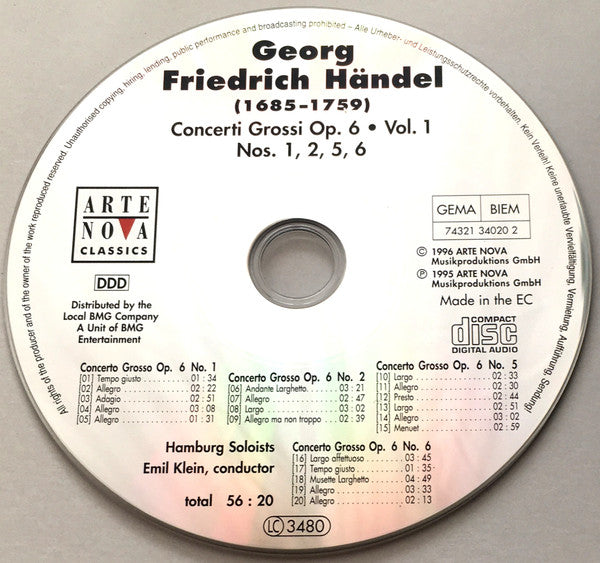 All rights of the producer and of the owner of the work reproduced reserved. Unauthorised copying, hiring, lending, public performance and broadcasting prohibited – Alle Urheber- und Leistungsschutzrechte vorbehalten. Kein Verleih! Keine unerlaubte Vervielfältigung, Vermietung, Aufführung, Sendung!
Georg
Friedrich Händel
(1685-1759)
Concerti Grossi Op. 6 • Vol. 1
Nos. 1, 2, 5, 6
ARTE
NOVA
CLASSICS
DDD
Distributed by the
Local BMG Company
A Unit of BMG
Entertainment
GEMA BIEM
74321 34020 2
© 1996 ARTE NOVA
Musikproduktions GmbH
℗ 1995 ARTE NOVA
Musikproduktions GmbH
Made in the EC
COMPACT
disc
DIGITAL AUDIO
Concerto Grosso Op. 6 No. 1
[01] Tempo giusto 01 : 34
[02] Allegro 02 : 22
[03] Adagio 02 : 51
[04] Allegro 03 : 08
[05] Allegro 01 : 31
Concerto Grosso Op. 6 No. 2
[06] Andante Larghetto. 03 : 21
[07] Allegro 02 : 47
[08] Largo 03 : 02
[09] Allegro ma non troppo 02 : 39
Concerto Grosso Op. 6 No. 5
[10] Largo 02 : 33
[11] Allegro 02 : 30
[12] Presto 02 : 44
[13] Largo 02 : 51
[14] Allegro 03 : 02
[15] Menuet 02 : 59
Hamburg Soloists
Emil Klein, conductor
total 56 : 20
Concerto Grosso Op. 6 No. 6
[16] Largo affettuoso 03 : 45
[17] Tempo giusto 01 : 35
[18] Musette Larghetto 04 : 49
[19] Allegro 03 : 33
[20] Allegro 02 : 13
LC 3480